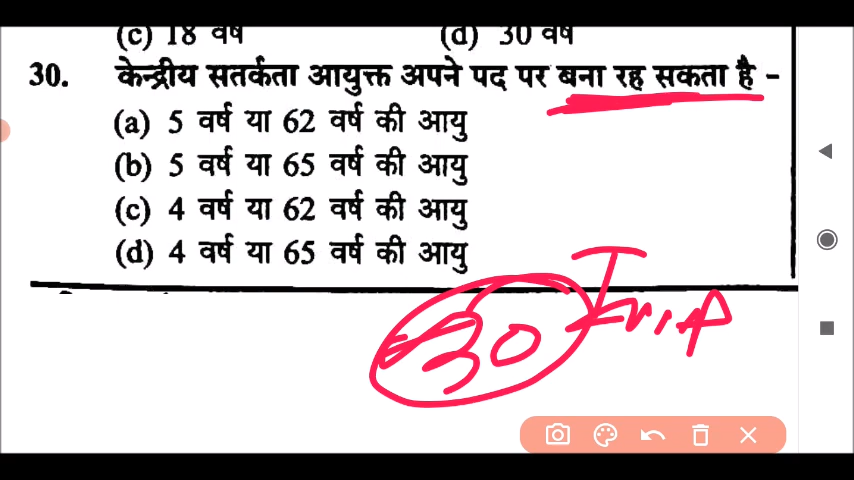 (c) 18 वर्ष (d) 30 वर्ष
30. केन्द्रीय सतर्कता आयुक्त अपने पद पर बना रह सकता है -
(a) 5 वर्ष या 62 वर्ष की आयु
(b) 5 वर्ष या 65 वर्ष की आयु
(c) 4 वर्ष या 62 वर्ष की आयु
(d) 4 वर्ष या 65 वर्ष की आयु
30